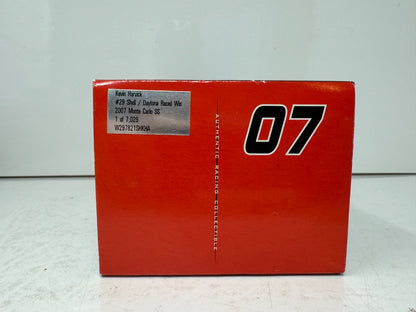 Kevin Harvick
#29 Shell / Daytona Raced Win
2007 Monte Carlo SS
1 of 7,029
W297821SHKHA
AUTHENTIC RACING COLLECTIBLE
07